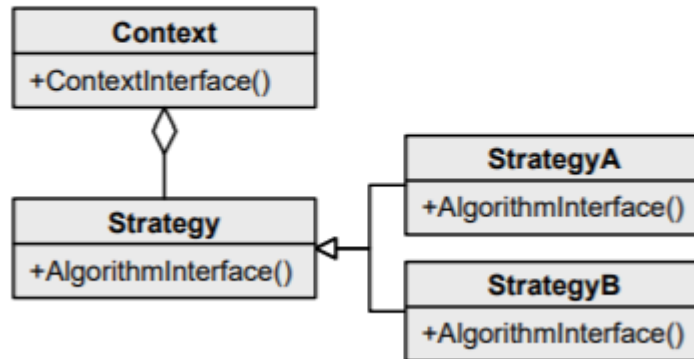 Context
+ContextInterface()
Strategy
+AlgorithmInterface()
StrategyA
+AlgorithmInterface()
StrategyB
+AlgorithmInterface()